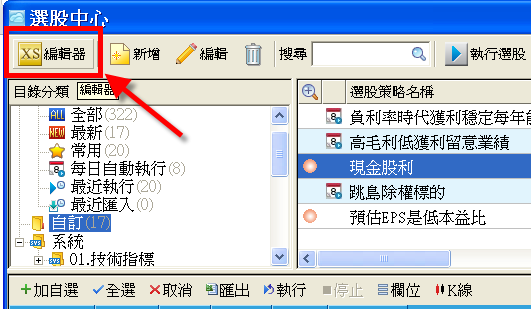 選股中心
XS 編輯器 新增 編輯 搜尋 執行選股
目錄分類 編輯器
選股策略名稱
ALL 全部(322)
NEW 最新(17)
常用(20)
每日自動執行(8)
最近執行(20)
最近匯入(0)
自訂(17)
系統
01.技術指標
負利率時代獲利穩定每年
高毛利低獲利留意業績
現金股利
跳島除權標的
預估EPS是低本益比
加自選 全選 取消 匯出 執行 停止 欄位 K線